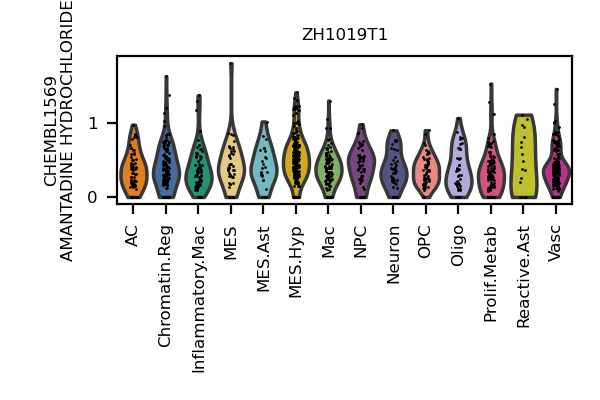 ZH1019T1
CHEMBL1569
AMANTADINE HYDROCHLORIDE
1
0
AC
Chromatin.Reg
Inflammatory.Mac
MES
MES.Ast
MES.Hyp
Mac
NPC
Neuron
OPC
Oligo
Prolif.Metab
Reactive.Ast
Vasc